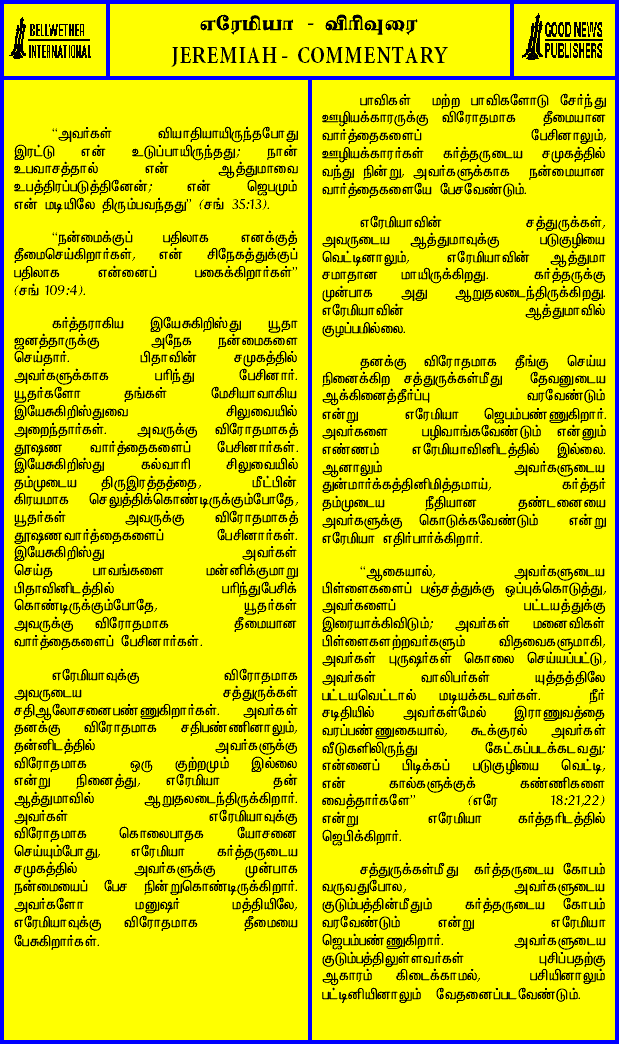 BELLWETHER
INTERNATIONAL
எரேமியா - விரிவுரை
JEREMIAH - COMMENTARY
GOOD NEWS
PUBLISHERS
“அவர்கள் வியாதியாயிருந்தபோது
இரட்டு என் உடுப்பாயிருந்தது; நான்
உபவாசத்தால் என் ஆத்துமாவை
உபத்திரப்படுத்தினேன்; என் ஜெபமும்
என் மடியிலே திரும்பவந்தது” (சங் 35:13).
“நன்மைக்குப் பதிலாக எனக்குத்
தீமைசெய்கிறார்கள், என் சிநேகத்துக்குப்
பதிலாக என்னைப் பகைக்கிறார்கள்”
(சங் 109:4).
கர்த்தராகிய இயேசுகிறிஸ்து யூதா
ஜனத்தாருக்கு அநேக நன்மைகளை
செய்தார். பிதாவின் சமுகத்தில்
அவர்களுக்காக பரிந்து பேசினார்.
யூதர்களோ தங்கள் மேசியாவாகிய
இயேசுகிறிஸ்துவை சிலுவையில்
அறைந்தார்கள். அவருக்கு விரோதமாகத்
தூஷண வார்த்தைகளைப் பேசினார்கள்.
இயேசுகிறிஸ்து கல்வாரி சிலுவையில்
தம்முடைய திருஇரத்தத்தை, மீட்பின்
கிரயமாக செலுத்திக்கொண்டிருக்கும்போதே,
யூதர்கள் அவருக்கு விரோதமாகத்
தூஷணவார்த்தைகளைப் பேசினார்கள்.
இயேசுகிறிஸ்து அவர்கள்
செய்த பாவங்களை மன்னிக்குமாறு
பிதாவினிடத்தில் பரிந்துபேசிக்
கொண்டிருக்கும்போதே, யூதர்கள்
அவருக்கு விரோதமாக தீமையான
வார்த்தைகளைப் பேசினார்கள்.
எரேமியாவுக்கு விரோதமாக
அவருடைய சத்துருக்கள்
சதிஆலோசனைபண்ணுகிறார்கள். அவர்கள்
தனக்கு விரோதமாக சதிபண்ணினாலும்,
தன்னிடத்தில் அவர்களுக்கு
விரோதமாக ஒரு குற்றமும் இல்லை
என்று நினைத்து, எரேமியா தன்
ஆத்துமாவில் ஆறுதலடைந்திருக்கிறார்.
அவர்கள் எரேமியாவுக்கு
விரோதமாக கொலைபாதக யோசனை
செய்யும்போது, எரேமியா கர்த்தருடைய
சமுகத்தில் அவர்களுக்கு முன்பாக
நன்மையைப் பேச நின்றுகொண்டிருக்கிறார்.
அவர்களோ மனுஷர் மத்தியிலே,
எரேமியாவுக்கு விரோதமாக தீமையை
பேசுகிறார்கள்.
பாவிகள் மற்ற பாவிகளோடு சேர்ந்து
ஊழியக்காரருக்கு விரோதமாக தீமையான
வார்த்தைகளைப் பேசினாலும்,
ஊழியக்காரர்கள் கர்த்தருடைய சமுகத்தில்
வந்து நின்று, அவர்களுக்காக நன்மையான
வார்த்தைகளையே பேசவேண்டும்.
எரேமியாவின் சத்துருக்கள்,
அவருடைய ஆத்துமாவுக்கு படுகுழியை
வெட்டினாலும், எரேமியாவின் ஆத்துமா
சமாதான மாயிருக்கிறது. கர்த்தருக்கு
முன்பாக அது ஆறுதலடைந்திருக்கிறது.
எரேமியாவின் ஆத்துமாவில்
குழப்பமில்லை.
தனக்கு விரோதமாக தீங்கு செய்ய
நினைக்கிற சத்துருக்கள்மீது தேவனுடைய
ஆக்கினைத்தீர்ப்பு வரவேண்டும்
என்று எரேமியா ஜெபம்பண்ணுகிறார்.
அவர்களை பழிவாங்கவேண்டும் என்னும்
எண்ணம் எரேமியாவினிடத்தில் இல்லை.
ஆனாலும் அவர்களுடைய
துன்மார்க்கத்தினிமித்தமாய், கர்த்தர்
தம்முடைய நீதியான தண்டனையை
அவர்களுக்கு கொடுக்கவேண்டும் என்று
எரேமியா எதிர்பார்க்கிறார்.
“ஆகையால், அவர்களுடைய
பிள்ளைகளைப் பஞ்சத்துக்கு ஒப்புக்கொடுத்து,
அவர்களைப் பட்டயத்துக்கு
இரையாக்கிவிடும்; அவர்கள் மனைவிகள்
பிள்ளைகளற்றவர்களும் விதவைகளுமாகி,
அவர்கள் புருஷர்கள் கொலை செய்யப்பட்டு,
அவர்கள் வாலிபர்கள் யுத்தத்திலே
பட்டயவெட்டால் மடியக்கடவர்கள். நீர்
சடிதியில் அவர்கள்மேல் இராணுவத்தை
வரப்பண்ணுகையால், கூக்குரல் அவர்கள்
வீடுகளிலிருந்து கேட்கப்படக்கடவது;
என்னைப் பிடிக்கப் படுகுழியை வெட்டி,
என் கால்களுக்குக் கண்ணிகளை
வைத்தார்களே” (எரே 18:21,22)
என்று எரேமியா கர்த்தரிடத்தில்
ஜெபிக்கிறார்.
சத்துருக்கள்மீது கர்த்தருடைய கோபம்
வருவதுபோல, அவர்களுடைய
குடும்பத்தின்மீதும் கர்த்தருடைய கோபம்
வரவேண்டும் என்று எரேமியா
ஜெபம்பண்ணுகிறார். அவர்களுடைய
குடும்பத்திலுள்ளவர்கள் புசிப்பதற்கு
ஆகாரம் கிடைக்காமல், பசியினாலும்
பட்டினியினாலும் வேதனைப்படவேண்டும்.